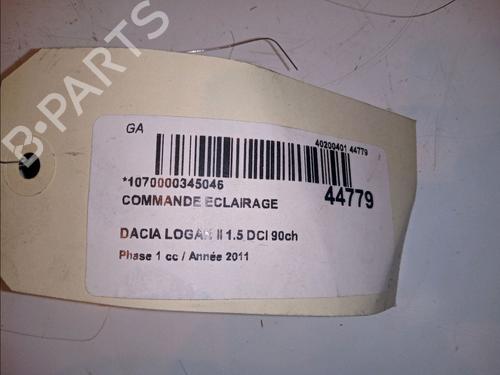 B-PARTS
GA
40200401 44779
*1070000345046
44779
COMMANDE ECLAIRAGE
DACIA LOGAN II 1.5 DCI 90ch
Phase 1 cc / Année 2011